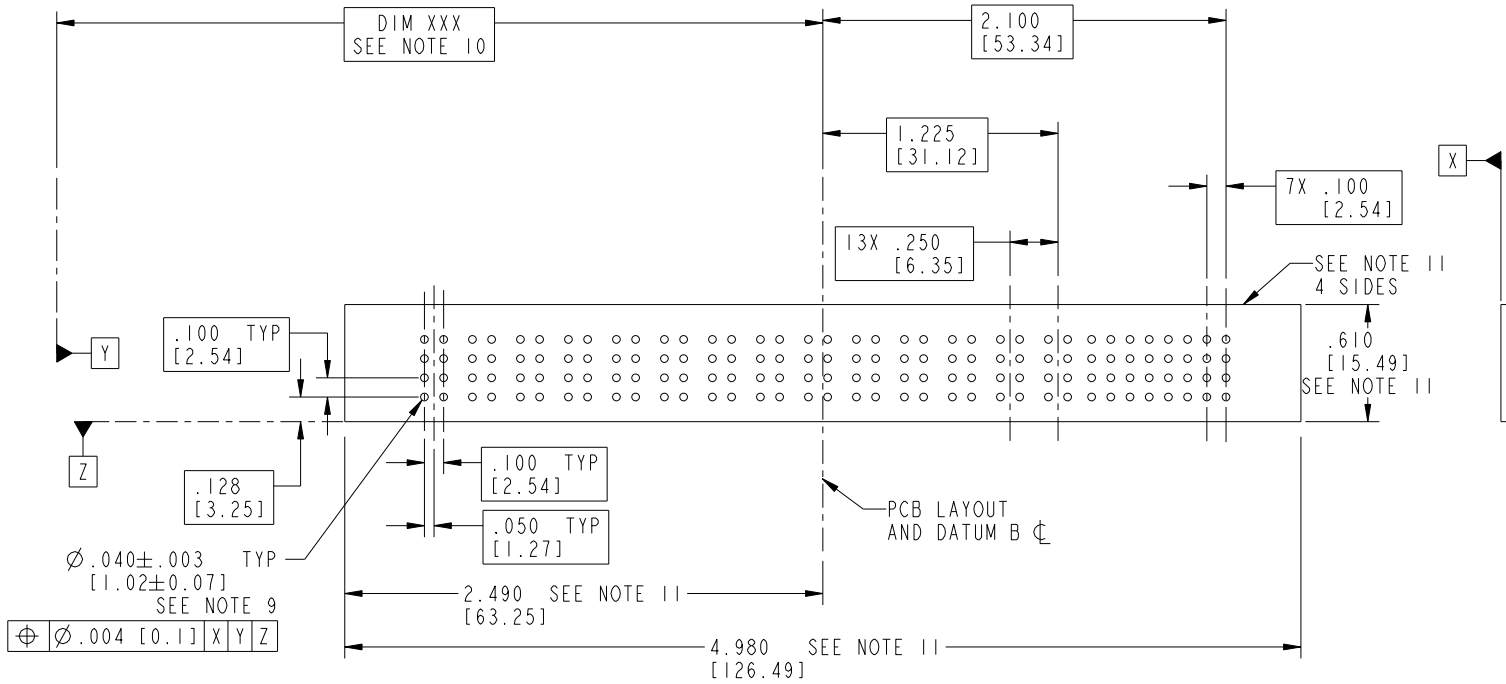 DIM XXX
SEE NOTE 10
2.100
[53.34]
1.225
[31.12]
X
7X .100
[2.54]
13X .250
[6.35]
SEE NOTE 11
4 SIDES
.100 TYP
[2.54]
Y
.610
[15.49]
SEE NOTE 11
Z
.128
[3.25]
.100 TYP
[2.54]
.050 TYP
[1.27]
PCB LAYOUT
AND DATUM B ℄
Ø.040±.003 TYP
[1.02±0.07]
SEE NOTE 9
⌖ Ø.004 [0.1] X Y Z
2.490 SEE NOTE 11
[63.25]
4.980 SEE NOTE 11
[126.49]